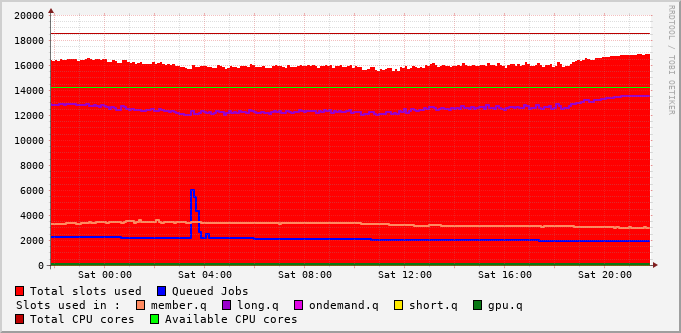 20000
18000
16000
14000
12000
10000
8000
6000
4000
2000
0
Sat 00:00 Sat 04:00 Sat 08:00 Sat 12:00 Sat 16:00 Sat 20:00
RRDTOOL / TOBI OETIKER
Total slots used Queued Jobs
Slots used in : member.q long.q ondemand.q short.q gpu.q
Total CPU cores Available CPU cores